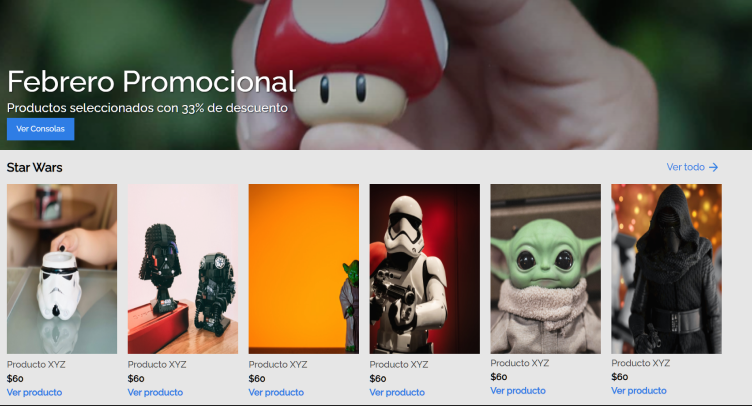 Febrero Promocional
Productos seleccionados con 33% de descuento
Ver Consolas
Star Wars
Ver todo →
Producto XYZ
$60
Ver producto
Producto XYZ
$60
Ver producto
Producto XYZ
$60
Ver producto
Producto XYZ
$60
Ver producto
Producto XYZ
$60
Ver producto
Producto XYZ
$60
Ver producto